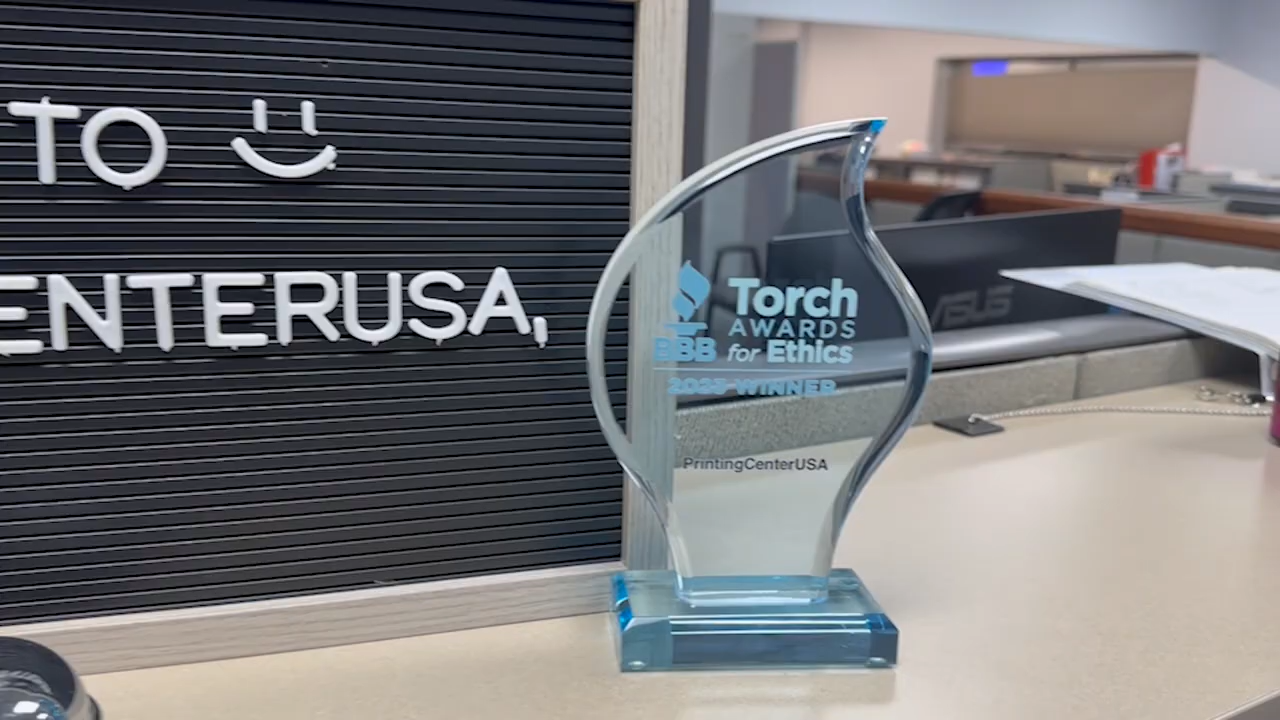 TO
ENTERUSA,
Torch
AWARDS
BBB for Ethics
WINNER
PrintingCenterUSA
ASUS